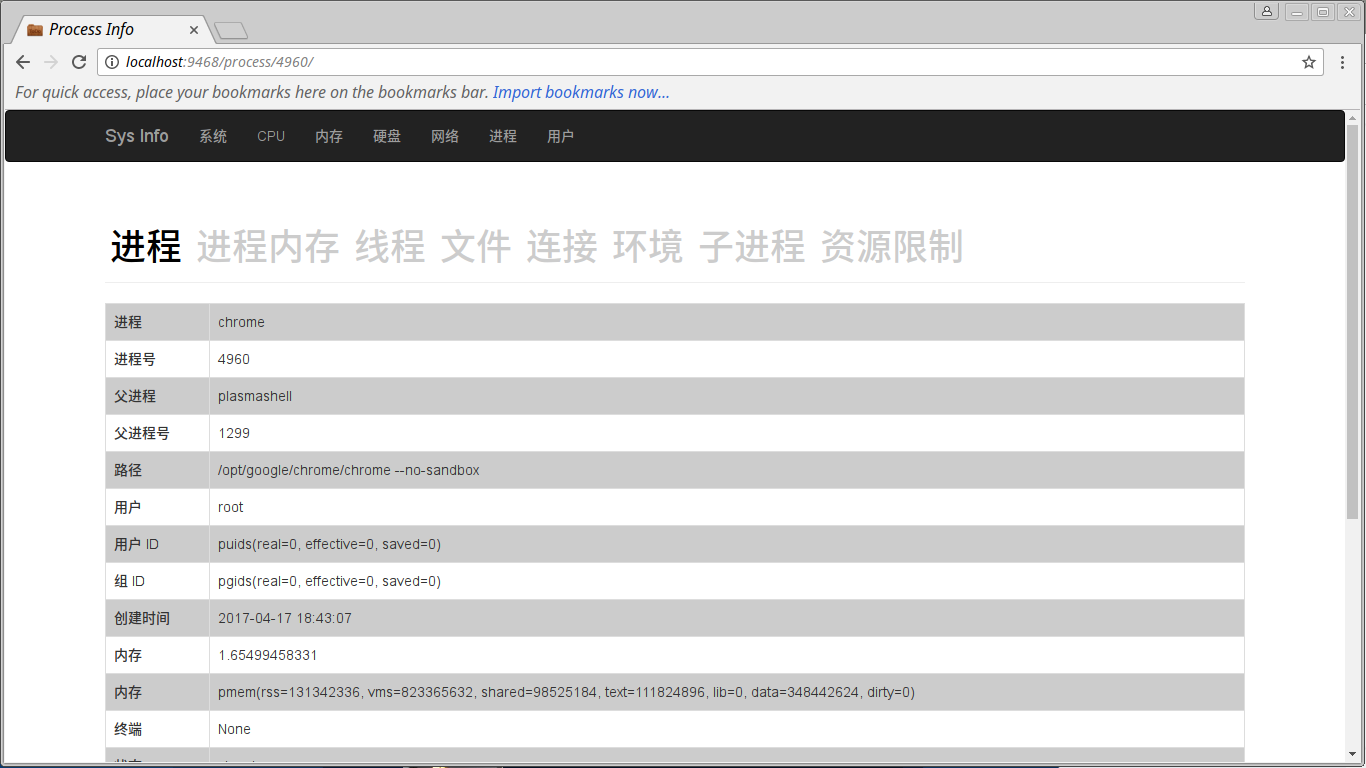 Process Info
localhost:9468/process/4960/
For quick access, place your bookmarks here on the bookmarks bar. Import bookmarks now...
Sys Info 系统 CPU 内存 硬盘 网络 进程 用户
进程 进程内存 线程 文件 连接 环境 子进程 资源限制
进程 chrome
进程号 4960
父进程 plasmashell
父进程号 1299
路径 /opt/google/chrome/chrome --no-sandbox
用户 root
用户 ID puids(real=0, effective=0, saved=0)
组 ID pgids(real=0, effective=0, saved=0)
创建时间 2017-04-17 18:43:07
内存 1.65499458331
内存 pmem(rss=131342336, vms=823365632, shared=98525184, text=111824896, lib=0, data=348442624, dirty=0)
终端 None